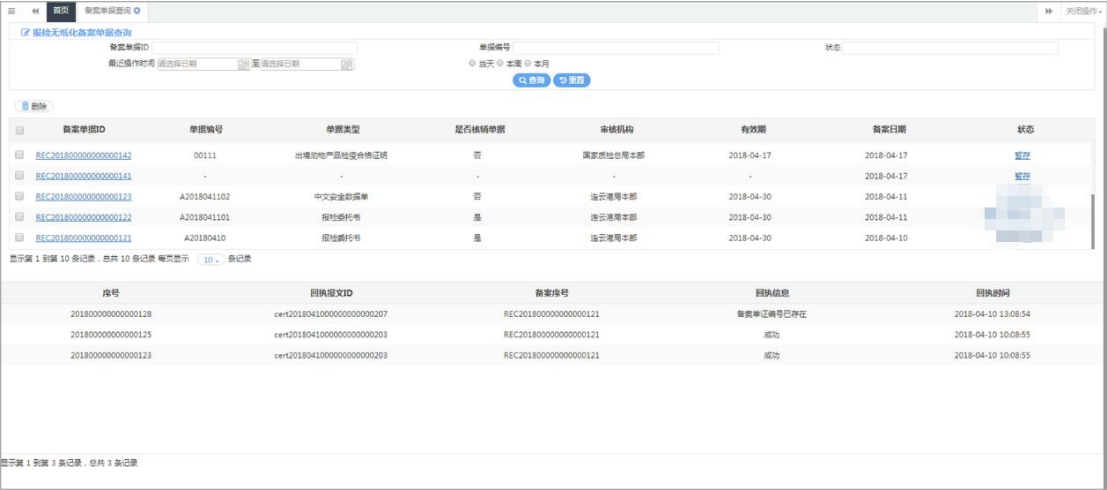 首页 备案单据查询 关闭操作
报检无纸化备案单据查询
备案单据ID 单据编号 状态
最近操作时间 请选择日期 至 请选择日期 当天 本周 本月
查询 重置
删除
备案单据ID 单据编号 单据类型 是否核销单据 审核机构 有效期 备案日期 状态
REC201800000000000142 00111 出境动物产品检疫合格证明 否 国家质检总局本部 2018-04-17 2018-04-17 暂存
REC201800000000000141 - - - - - 2018-04-17 暂存
REC201800000000000123 A2018041102 中文安全数据单 否 连云港局本部 2018-04-30 2018-04-11
REC201800000000000122 A2018041101 报检委托书 是 连云港局本部 2018-04-30 2018-04-11
REC201800000000000121 A20180410 报检委托书 是 连云港局本部 2018-04-30 2018-04-10
显示第 1 到第 10 条记录，总共 10 条记录 每页显示 10 条记录
序号 回执报文ID 备案序号 回执信息 回执时间
201800000000000128 cert2018041000000000000207 REC201800000000000121 备案单证编号已存在 2018-04-10 13:08:54
201800000000000125 cert2018041000000000000203 REC201800000000000121 成功 2018-04-10 10:08:55
201800000000000123 cert2018041000000000000203 REC201800000000000121 成功 2018-04-10 10:08:55
显示第 1 到第 3 条记录，总共 3 条记录